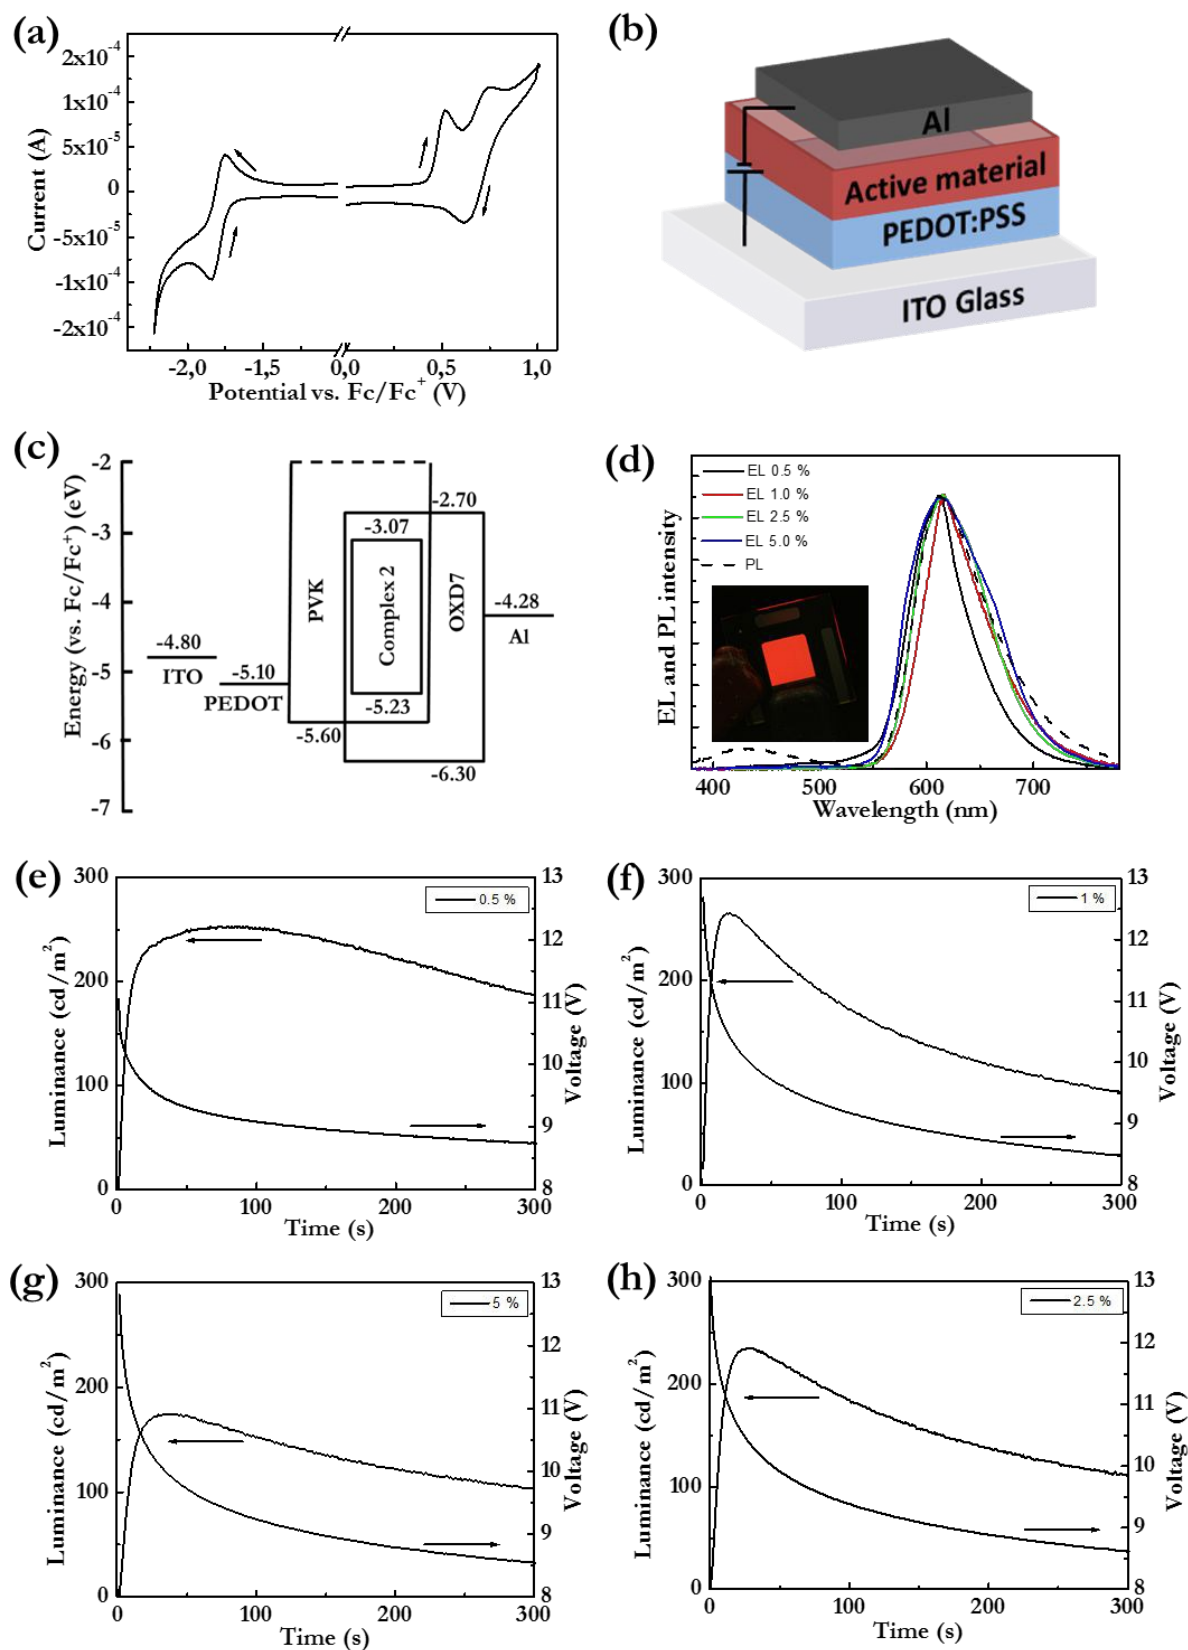 (a)
2x10⁻⁴
1x10⁻⁴
5x10⁻⁵
0
-5x10⁻⁵
-1x10⁻⁴
-2x10⁻⁴
Current (A)
-2,0 -1,5 0,0 0,5 1,0
Potential vs. Fc/Fc⁺ (V)
(b)
Al
Active material
PEDOT:PSS
ITO Glass
(c)
Energy (vs. Fc/Fc⁺) (eV)
-2
-3
-4
-5
-6
-7
-4.80
ITO
-5.10
PEDOT
PVK
-5.60
-3.07
Complex 2
-5.23
-2.70
OXD7
-6.30
-4.28
Al
(d)
EL and PL intensity
EL 0.5 %
EL 1.0 %
EL 2.5 %
EL 5.0 %
PL
400 500 600 700
Wavelength (nm)
(e)
Luminance (cd/m²)
300
200
100
0
0.5 %
13
12
11
10
9
8
Voltage (V)
0 100 200 300
Time (s)
(f)
Luminance (cd/m²)
300
200
100
0
1 %
13
12
11
10
9
8
Voltage (V)
0 100 200 300
Time (s)
(g)
Luminance (cd/m²)
300
200
100
0
5 %
13
12
11
10
9
8
Voltage (V)
0 100 200 300
Time (s)
(h)
Luminance (cd/m²)
300
200
100
0
2.5 %
13
12
11
10
9
8
Voltage (V)
0 100 200 300
Time (s)